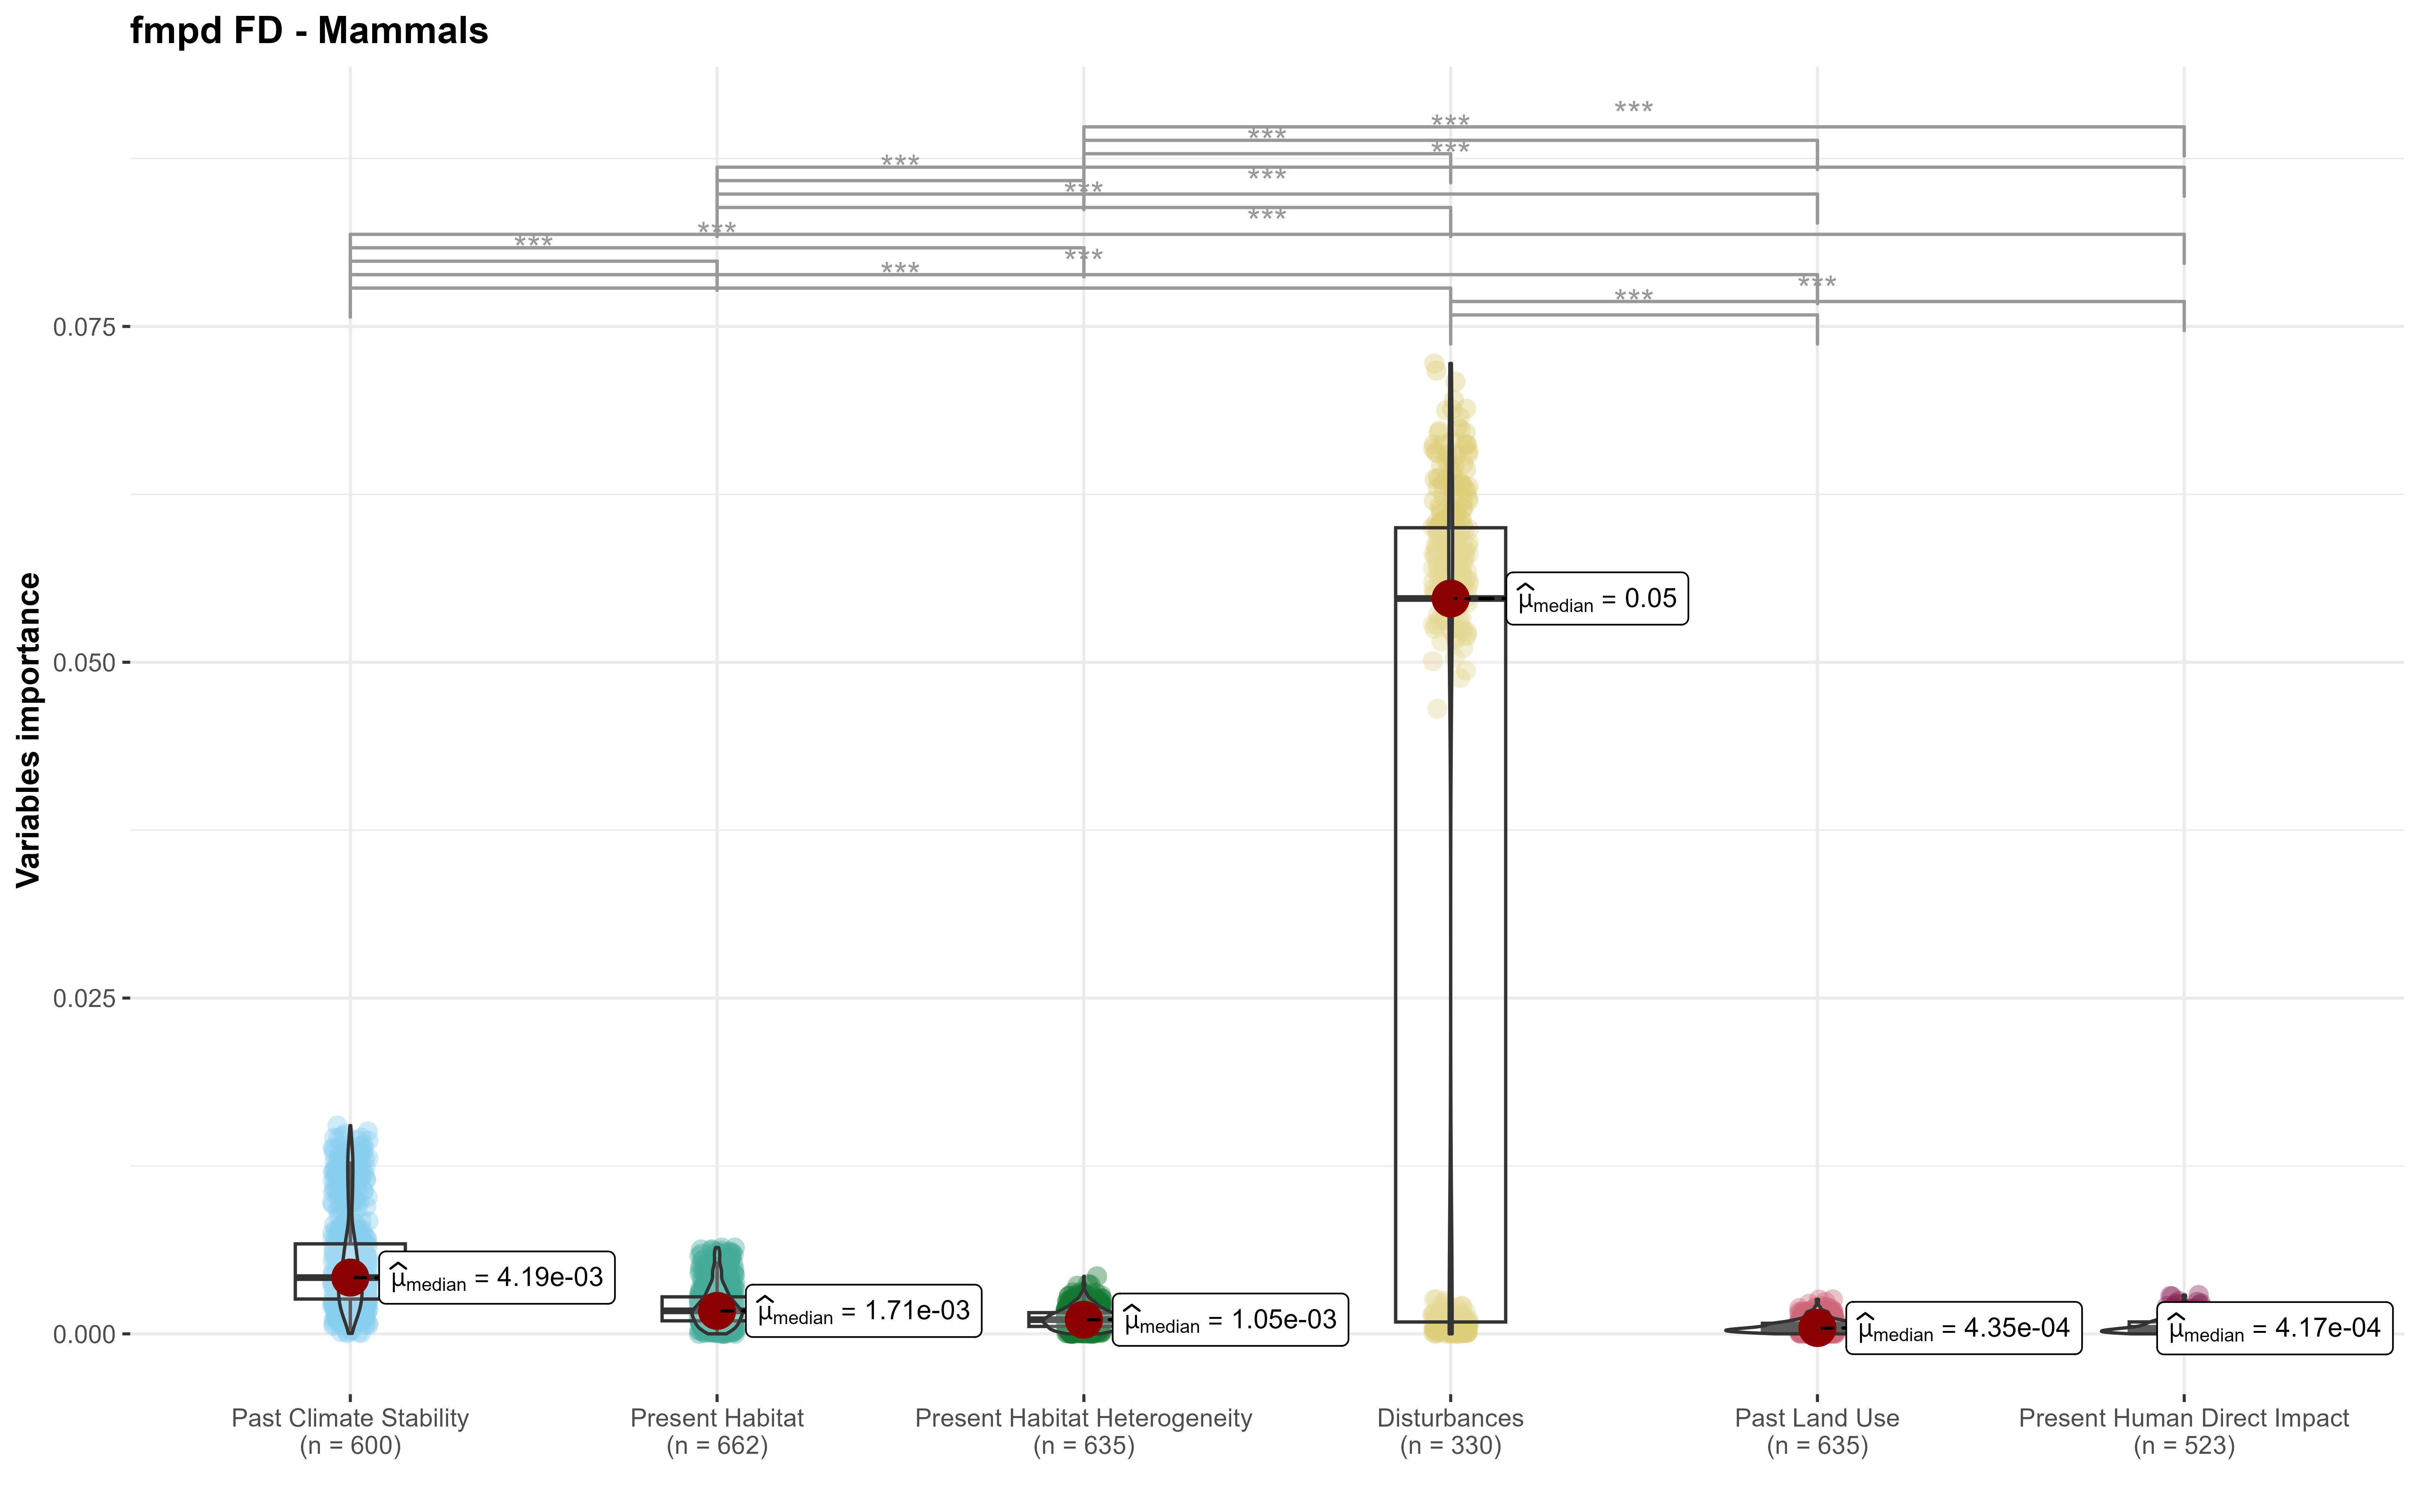 fmpd FD - Mammals
***
***
***
***
***
***
***
***
***
***
***
***
***
***
Variables importance
0.075
0.050
0.025
0.000
μ̂median = 0.05
μ̂median = 4.19e-03
μ̂median = 1.71e-03
μ̂median = 1.05e-03
μ̂median = 4.35e-04
μ̂median = 4.17e-04
Past Climate Stability
(n = 600)
Present Habitat
(n = 662)
Present Habitat Heterogeneity
(n = 635)
Disturbances
(n = 330)
Past Land Use
(n = 635)
Present Human Direct Impact
(n = 523)